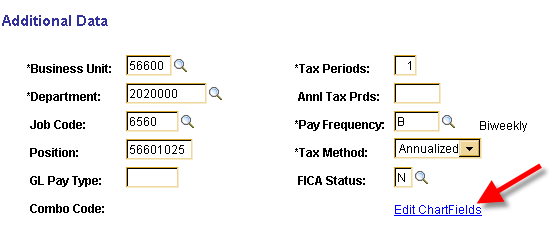 Additional Data
*Business Unit: 56600 *Tax Periods: 1
*Department: 2020000 Annl Tax Prds:
Job Code: 6560 *Pay Frequency: B Biweekly
Position: 56601025 *Tax Method: Annualized
GL Pay Type: FICA Status: N
Combo Code: Edit ChartFields